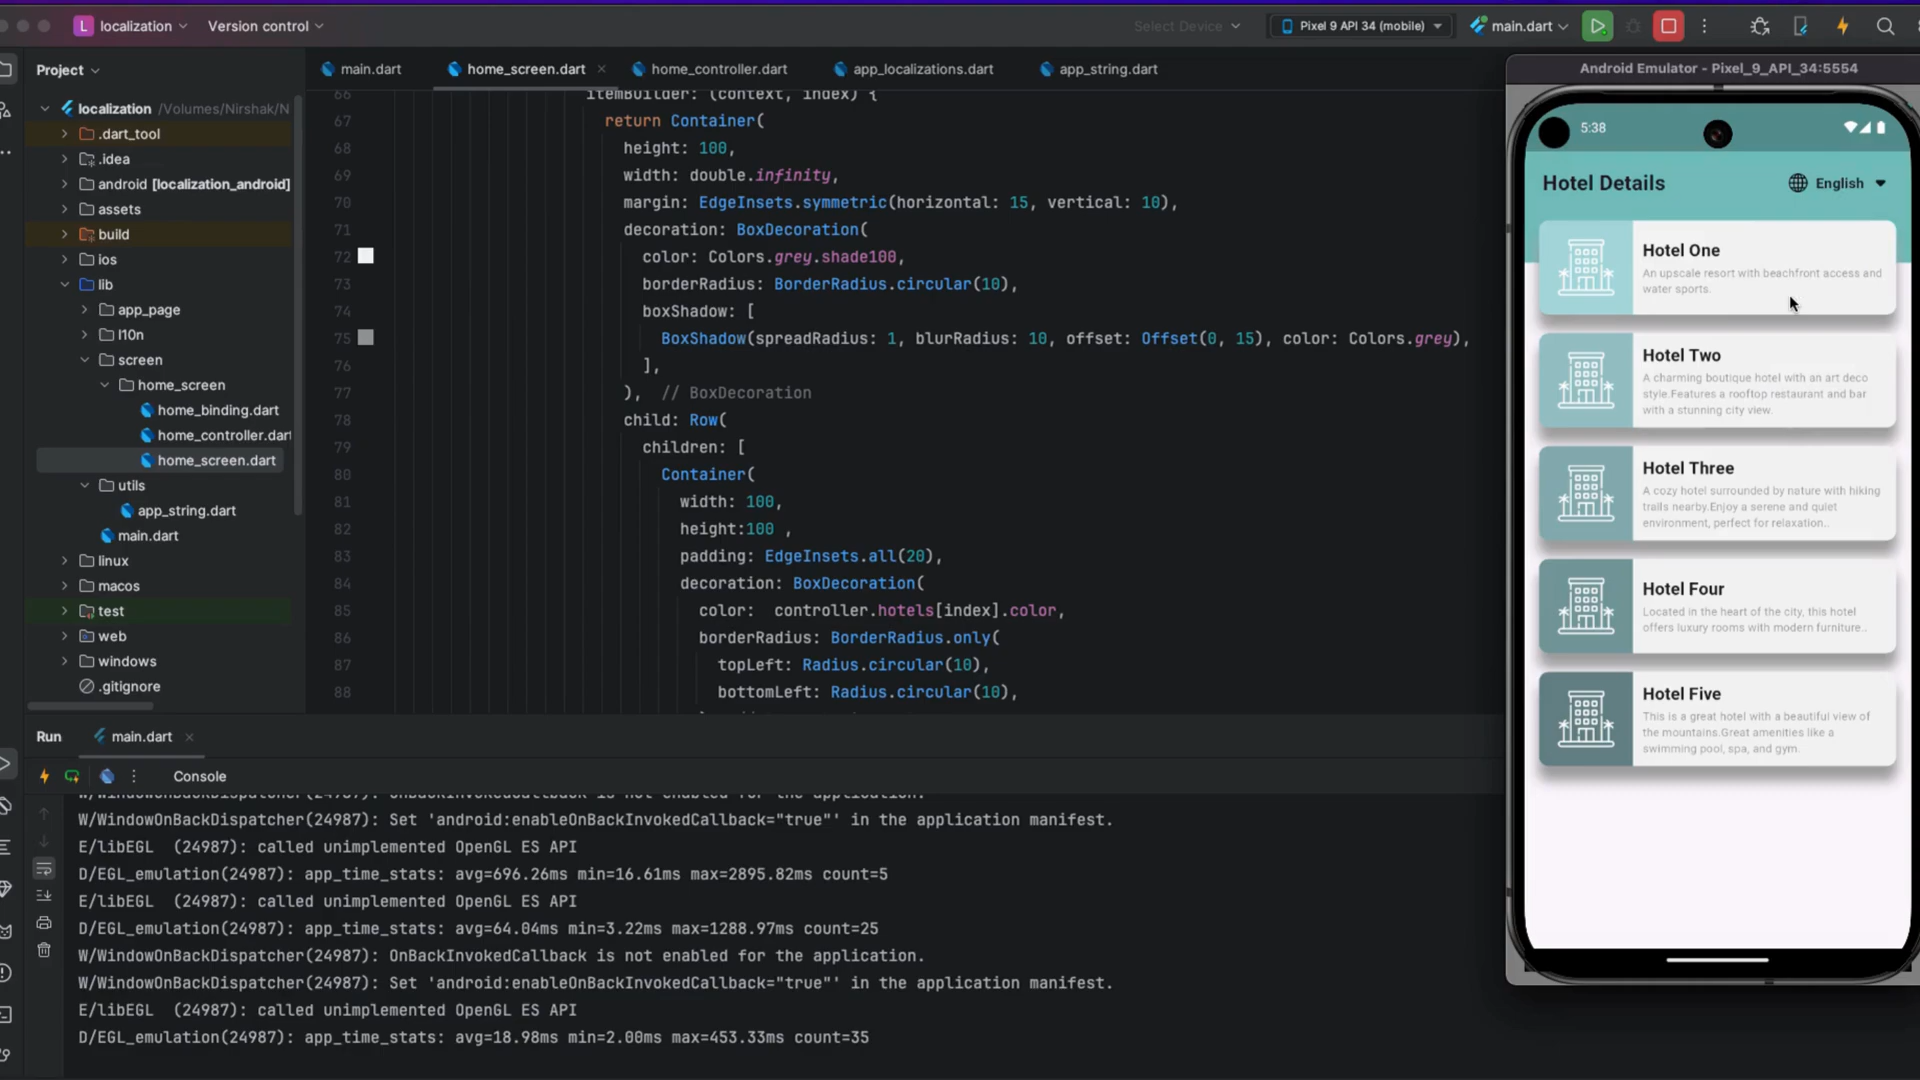 L localization
Version control
Select Device
Pixel 9 API 34 (mobile)
main.dart
Project
main.dart
home_screen.dart
home_controller.dart
app_localizations.dart
app_string.dart
localization /Volumes/Nirshak/N
.dart_tool
.idea
android [localization_android]
assets
build
ios
lib
app_page
l10n
screen
home_screen
home_binding.dart
home_controller.dart
home_screen.dart
utils
app_string.dart
main.dart
linux
macos
test
web
windows
.gitignore
66 itemBuilder: (context, index) {
67 return Container(
68 height: 100,
69 width: double.infinity,
70 margin: EdgeInsets.symmetric(horizontal: 15, vertical: 10),
71 decoration: BoxDecoration(
72 color: Colors.grey.shade100,
73 borderRadius: BorderRadius.circular(10),
74 boxShadow: [
75 BoxShadow(spreadRadius: 1, blurRadius: 10, offset: Offset(0, 15), color: Colors.grey),
76 ],
77 ), // BoxDecoration
78 child: Row(
79 children: [
80 Container(
81 width: 100,
82 height:100 ,
83 padding: EdgeInsets.all(20),
84 decoration: BoxDecoration(
85 color:  controller.hotels[index].color,
86 borderRadius: BorderRadius.only(
87 topLeft: Radius.circular(10),
88 bottomLeft: Radius.circular(10),
Run
main.dart
Console
W/WindowOnBackDispatcher(24987): OnBackInvokedCallback is not enabled for the application.
W/WindowOnBackDispatcher(24987): Set 'android:enableOnBackInvokedCallback="true"' in the application manifest.
E/libEGL  (24987): called unimplemented OpenGL ES API
D/EGL_emulation(24987): app_time_stats: avg=696.26ms min=16.61ms max=2895.82ms count=5
E/libEGL  (24987): called unimplemented OpenGL ES API
D/EGL_emulation(24987): app_time_stats: avg=64.04ms min=3.22ms max=1288.97ms count=25
W/WindowOnBackDispatcher(24987): OnBackInvokedCallback is not enabled for the application.
W/WindowOnBackDispatcher(24987): Set 'android:enableOnBackInvokedCallback="true"' in the application manifest.
E/libEGL  (24987): called unimplemented OpenGL ES API
D/EGL_emulation(24987): app_time_stats: avg=18.98ms min=2.00ms max=453.33ms count=35
Android Emulator - Pixel_9_API_34:5554
5:38
Hotel Details
English
Hotel One
An upscale resort with beachfront access and
water sports.
Hotel Two
A charming boutique hotel with an art deco
style.Features a rooftop restaurant and bar
with a stunning city view.
Hotel Three
A cozy hotel surrounded by nature with hiking
trails nearby.Enjoy a serene and quiet
environment, perfect for relaxation..
Hotel Four
Located in the heart of the city, this hotel
offers luxury rooms with modern furniture..
Hotel Five
This is a great hotel with a beautiful view of
the mountains.Great amenities like a
swimming pool, spa, and gym.